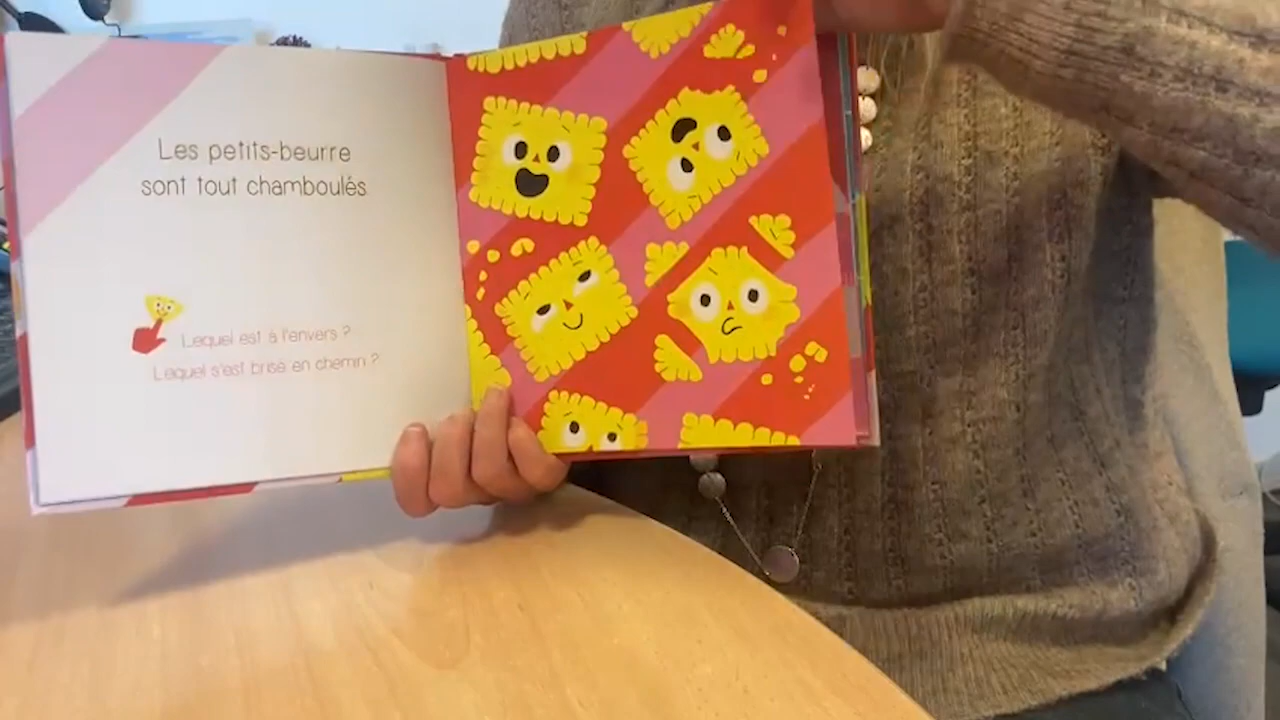 Les petits-beurre
sont tout chamboulés
Lequel est à l'envers ?
Lequel s'est brisé en chemin ?